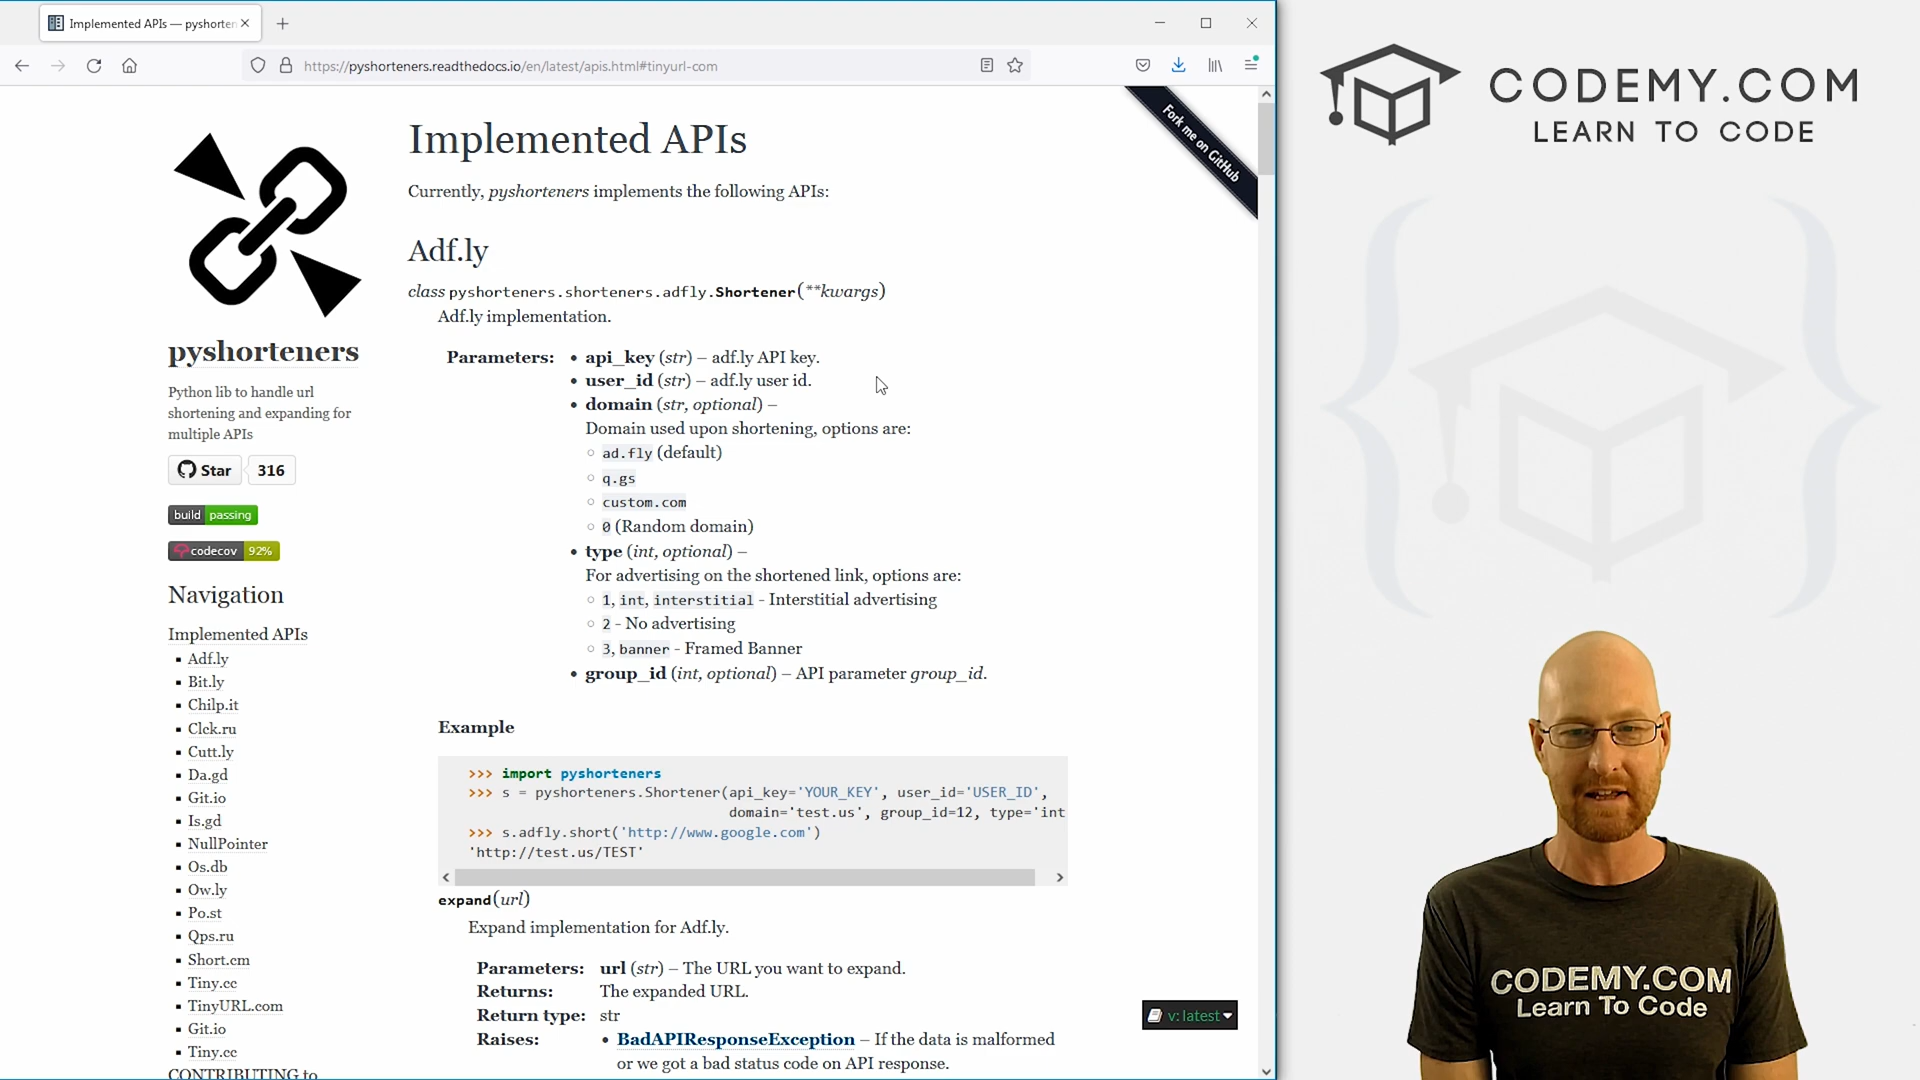 Implemented APIs — pyshorten
https://pyshorteners.readthedocs.io/en/latest/apis.html#tinyurl-com
pyshorteners
Python lib to handle url
shortening and expanding for
multiple APIs
Star 316
build passing
codecov 92%
Navigation
Implemented APIs
Adf.ly
Bit.ly
Chilp.it
Clck.ru
Cutt.ly
Da.gd
Git.io
Is.gd
NullPointer
Os.db
Ow.ly
Po.st
Qps.ru
Short.cm
Tiny.cc
TinyURL.com
Git.io
Tiny.cc
CONTRIBUTING to
Implemented APIs
Currently, pyshorteners implements the following APIs:
Adf.ly
class pyshorteners.shorteners.adfly.Shortener(**kwargs)
Adf.ly implementation.
Parameters:
• api_key (str) – adf.ly API key.
• user_id (str) – adf.ly user id.
• domain (str, optional) –
Domain used upon shortening, options are:
ad.fly (default)
q.gs
custom.com
0 (Random domain)
• type (int, optional) –
For advertising on the shortened link, options are:
1, int, interstitial - Interstitial advertising
2 - No advertising
3, banner - Framed Banner
• group_id (int, optional) – API parameter group_id.
Example
>>> import pyshorteners
>>> s = pyshorteners.Shortener(api_key='YOUR_KEY', user_id='USER_ID',
domain='test.us', group_id=12, type='int
>>> s.adfly.short('http://www.google.com')
'http://test.us/TEST'
expand(url)
Expand implementation for Adf.ly.
Parameters: url (str) – The URL you want to expand.
Returns: The expanded URL.
Return type: str
Raises: • BadAPIResponseException – If the data is malformed
or we got a bad status code on API response.
Fork me on GitHub
v: latest
CODEMY.COM
LEARN TO CODE
CODEMY.COM
Learn To Code